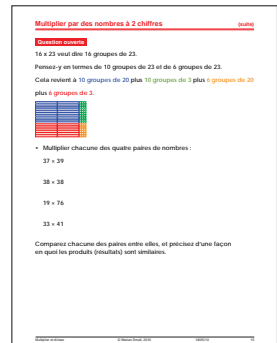 Multiplier par des nombres à 2 chiffres (suite)
Question ouverte
16 x 23 veut dire 16 groupes de 23.
Pensez-y en termes de 10 groupes de 23 et de 6 groupes de 23.
Cela revient à 10 groupes de 20 plus 10 groupes de 3 plus 6 groupes de 20
plus 6 groupes de 3.
• Multiplier chacune des quatre paires de nombres :
37 × 39
38 × 38
19 × 76
33 × 41
Comparez chacune des paires entre elles, et précisez d'une façon
en quoi les produits (résultats) sont similaires.